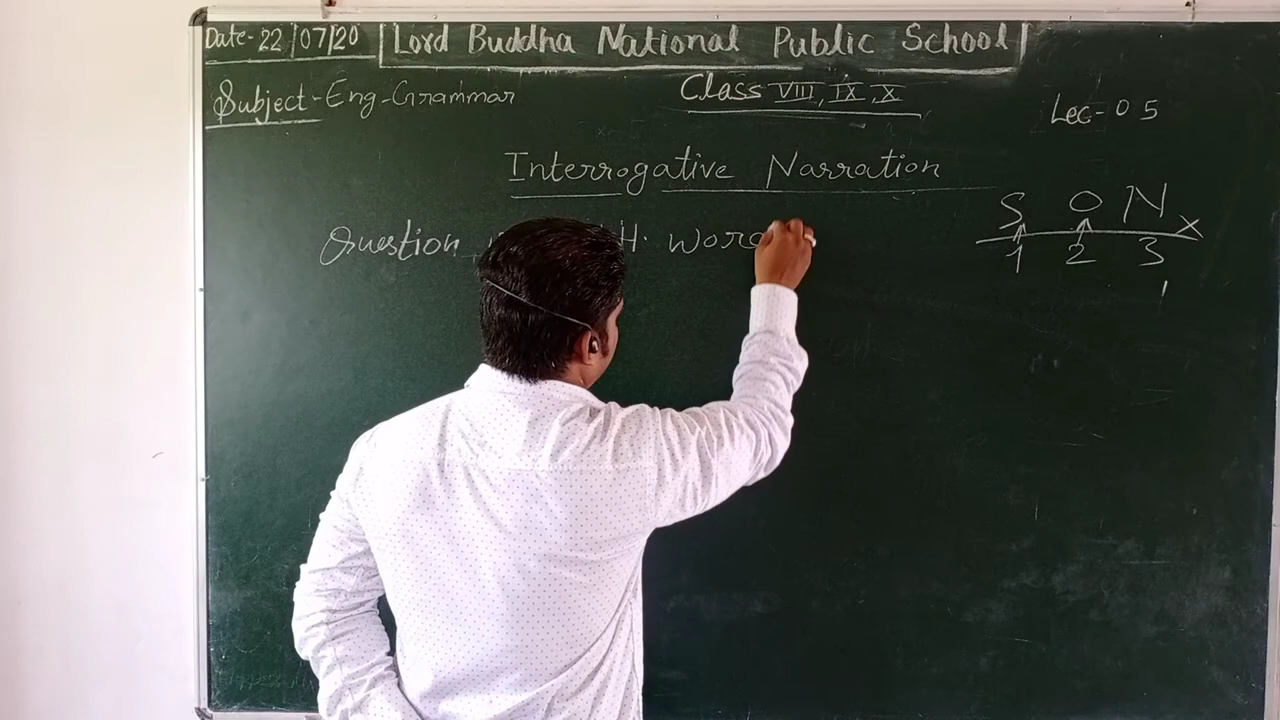 Date-22/07/20 Lord Buddha National Public School
Subject-Eng-Grammar Class VIII, IX, X
Lec-05
Interrogative Narration
S O N x
Question H. wor
1 2 3